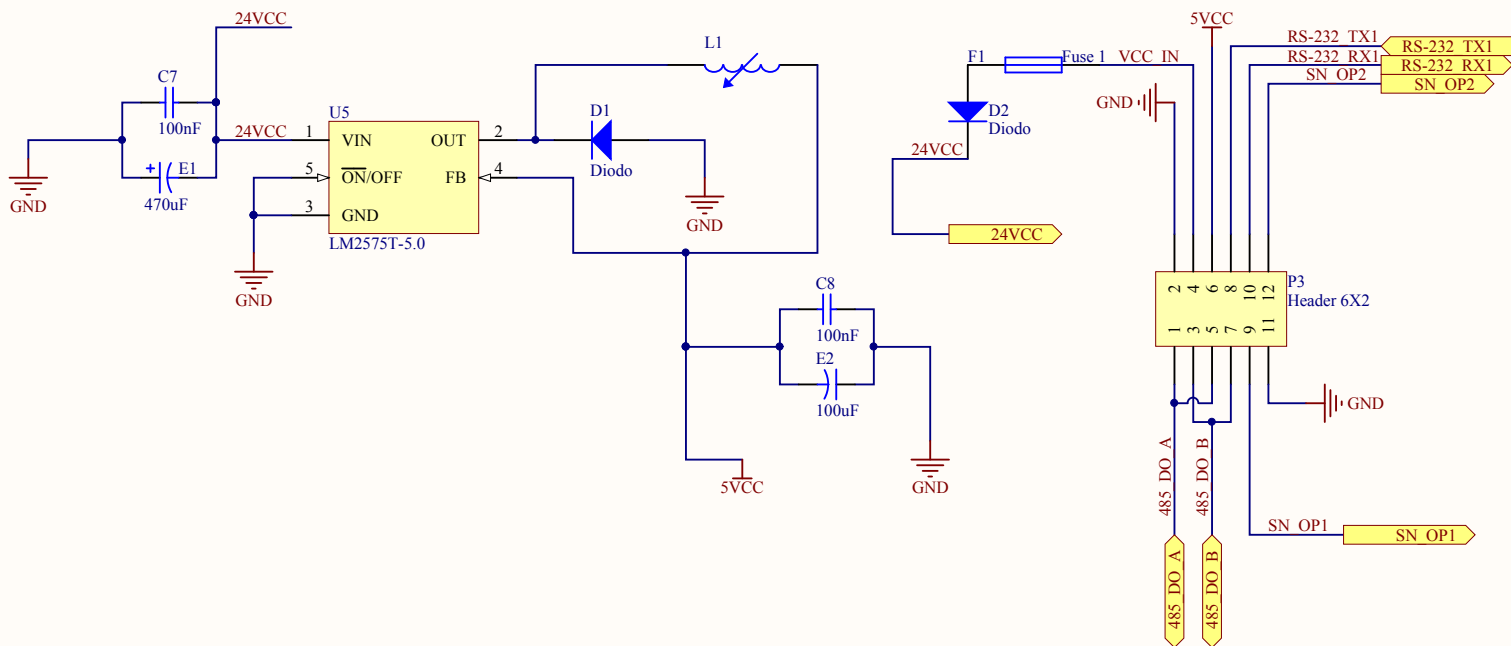 24VCC
C7
100nF
24VCC
+
E1
470uF
GND
U5
1 VIN OUT 2
5 ON/OFF FB 4
3 GND
LM2575T-5.0
GND
L1
D1
Diodo
GND
C8
100nF
E2
100uF
5VCC
GND
F1 Fuse 1 VCC_IN
D2
Diodo
24VCC
24VCC
5VCC
GND
RS-232_TX1 RS-232_TX1
RS-232_RX1 RS-232_RX1
SN_OP2 SN_OP2
2 4 6 8 10 12
1 3 5 7 9 11
P3
Header 6X2
GND
485_DO_A
485_DO_B
SN_OP1 SN_OP1
485_DO_A
485_DO_B